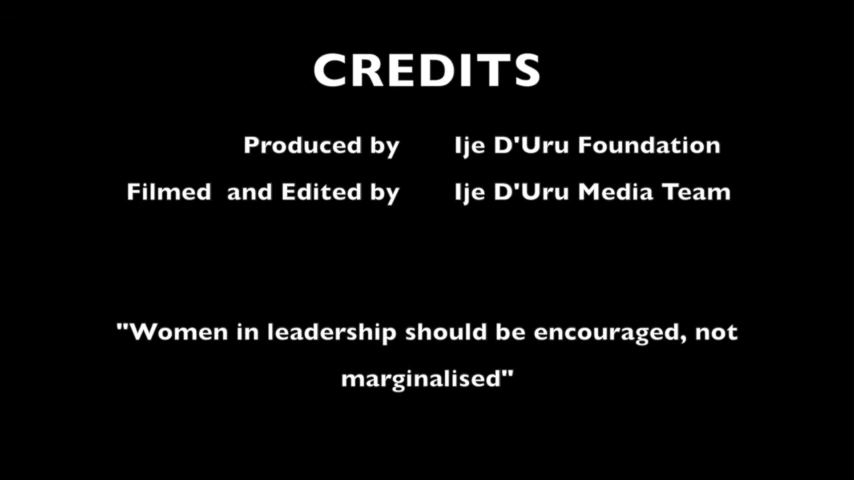 CREDITS
Produced by Ije D'Uru Foundation
Filmed and Edited by Ije D'Uru Media Team
"Women in leadership should be encouraged, not
marginalised"